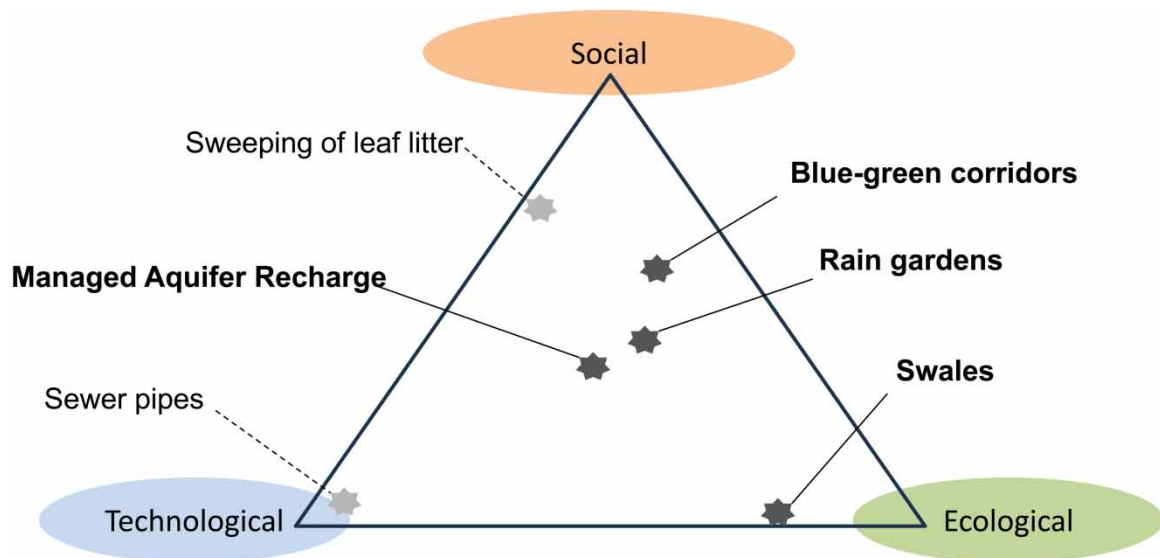 Social
Sweeping of leaf litter
Blue-green corridors
Rain gardens
Managed Aquifer Recharge
Swales
Sewer pipes
Technological
Ecological